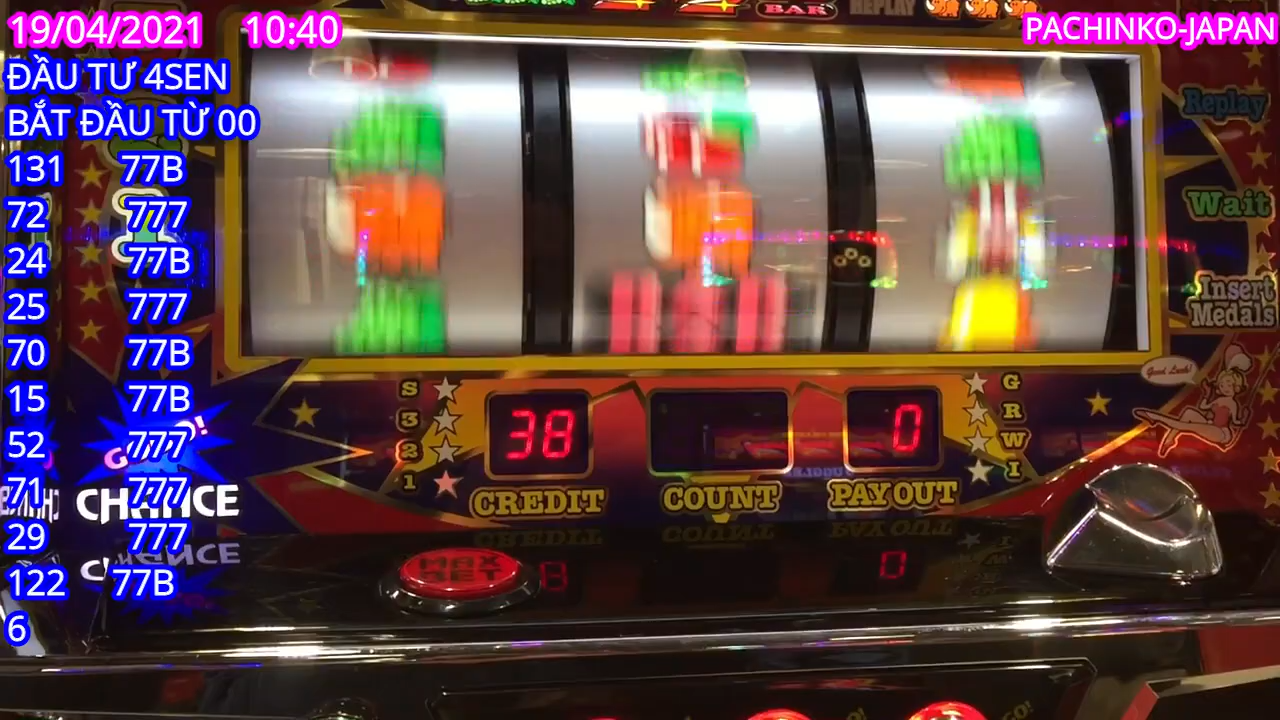 19/04/2021 10:40
PACHINKO-JAPAN
ĐẦU TƯ 4SEN
BẮT ĐẦU TỪ 00
131 77B
72 777
24 77B
25 777
70 77B
15 77B
52 777
71 777
29 777
122 77B
6
BAR REPLAY
Replay
Wait
Insert
Medals
Good Luck!
S
3
2
1
38
0
G
R
W
I
CREDIT
COUNT
PAY OUT
GO!
CHANCE
MAX
BET